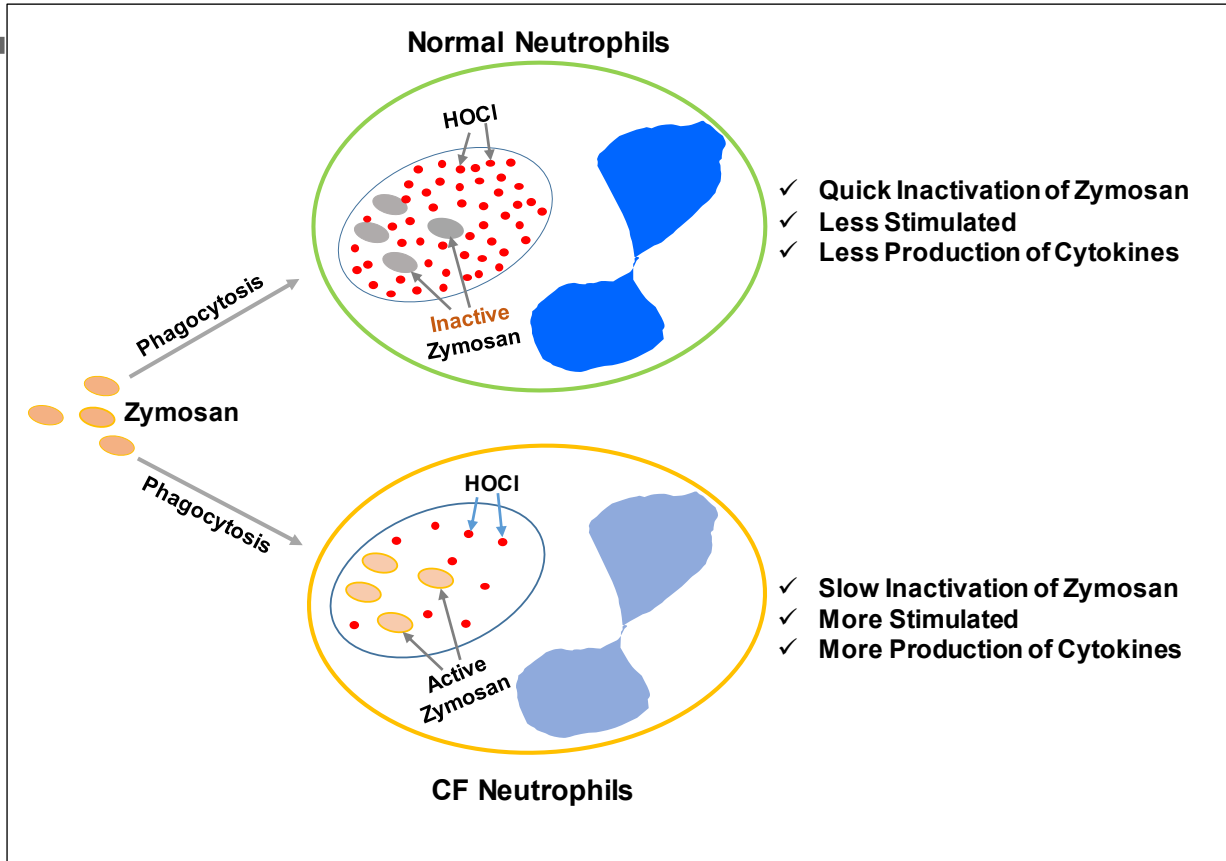 Normal Neutrophils
HOCl
Inactive
Zymosan
✓ Quick Inactivation of Zymosan
✓ Less Stimulated
✓ Less Production of Cytokines
Phagocytosis
Zymosan
Phagocytosis
HOCl
Active
Zymosan
✓ Slow Inactivation of Zymosan
✓ More Stimulated
✓ More Production of Cytokines
CF Neutrophils